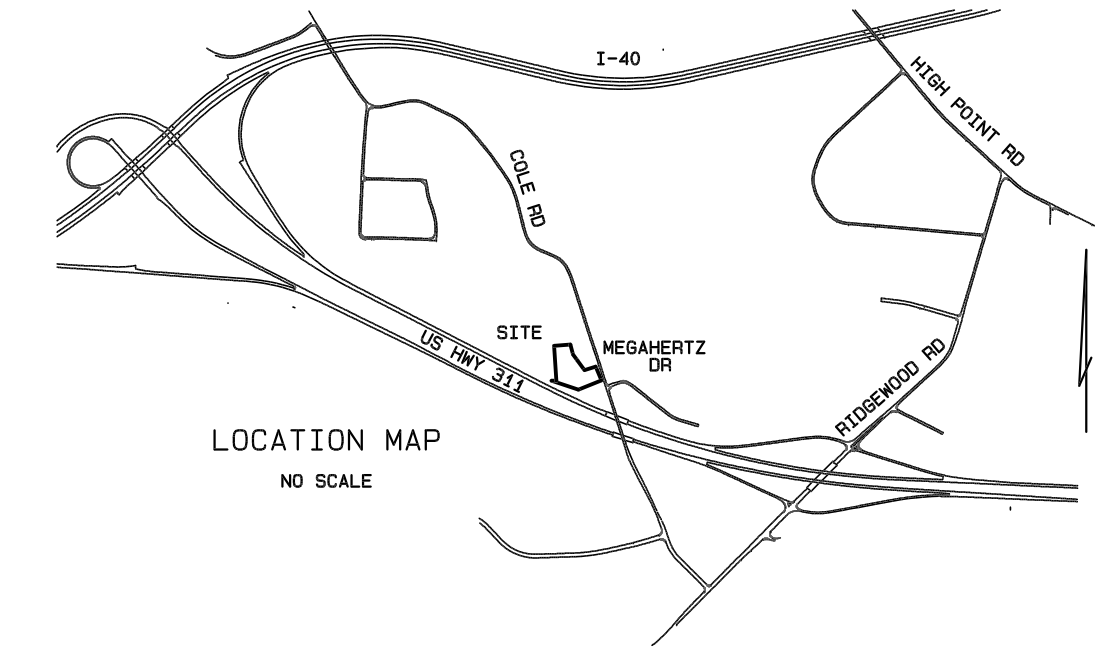 I-40
HIGH POINT RD
COLE RD
SITE
US HWY 311
MEGAHERTZ
DR
RIDGEWOOD RD
LOCATION MAP
NO SCALE